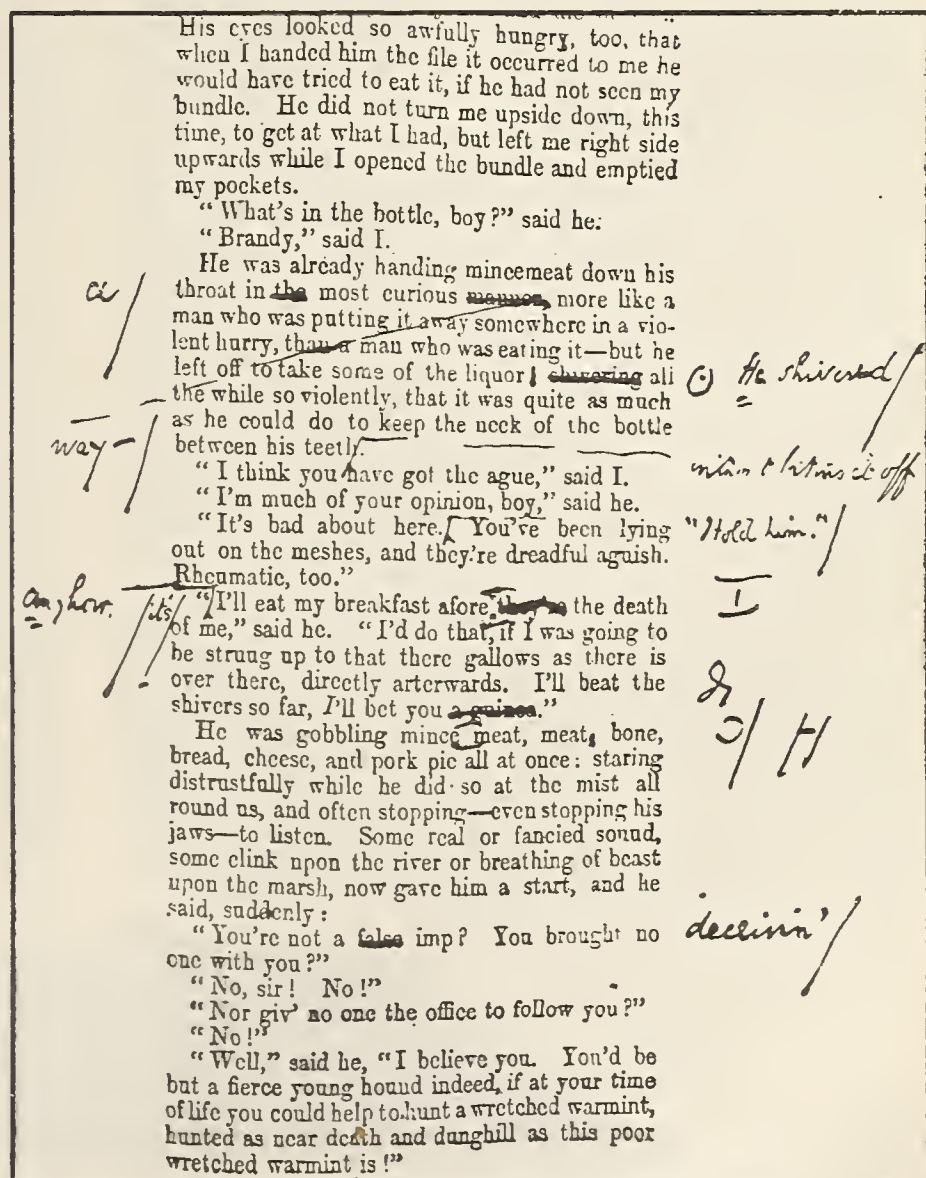 His eyes looked so awfully hungry, too, that
when I handed him the file it occurred to me he
would have tried to eat it, if he had not seen my
bundle. He did not turn me upside down, this
time, to get at what I had, but left me right side
upwards while I opened the bundle and emptied
my pockets.
"What's in the bottle, boy?" said he.
"Brandy," said I.
He was already handing mincemeat down his
a/ throat in the most curious manner, more like a
man who was putting it away somewhere in a vio-
lent hurry, than a man who was eating it—but he
left off to take some of the liquor, shivering all He shivered/
the while so violently, that it was quite as much
way as he could do to keep the neck of the bottle
between his teeth. it off
"I think you have got the ague," said I.
"I'm much of your opinion, boy," said he.
"It's bad about here. You've been lying "I told him."/
out on the meshes, and they're dreadful aguish.
Rheumatic, too."
anyhow. /it's/ "I'll eat my breakfast afore they're the death
of me," said he. "I'd do that, if I was going to
be strung up to that there gallows as there is
over there, directly arterwards. I'll beat the
shivers so far, I'll bet you a guinea."
He was gobbling mince meat, meat, bone,
bread, cheese, and pork pie all at once: staring
distrustfully while he did so at the mist all
round us, and often stopping—even stopping his
jaws—to listen. Some real or fancied sound,
some clink upon the river or breathing of beast
upon the marsh, now gave him a start, and he
said, suddenly:
"You're not a false imp? You brought no deceivin'/
one with you?"
"No, sir! No!"
"Nor giv' no one the office to follow you?"
"No!"
"Well," said he, "I believe you. You'd be
but a fierce young hound indeed, if at your time
of life you could help to hunt a wretched warmint,
hunted as near death and dunghill as this poor
wretched warmint is!"